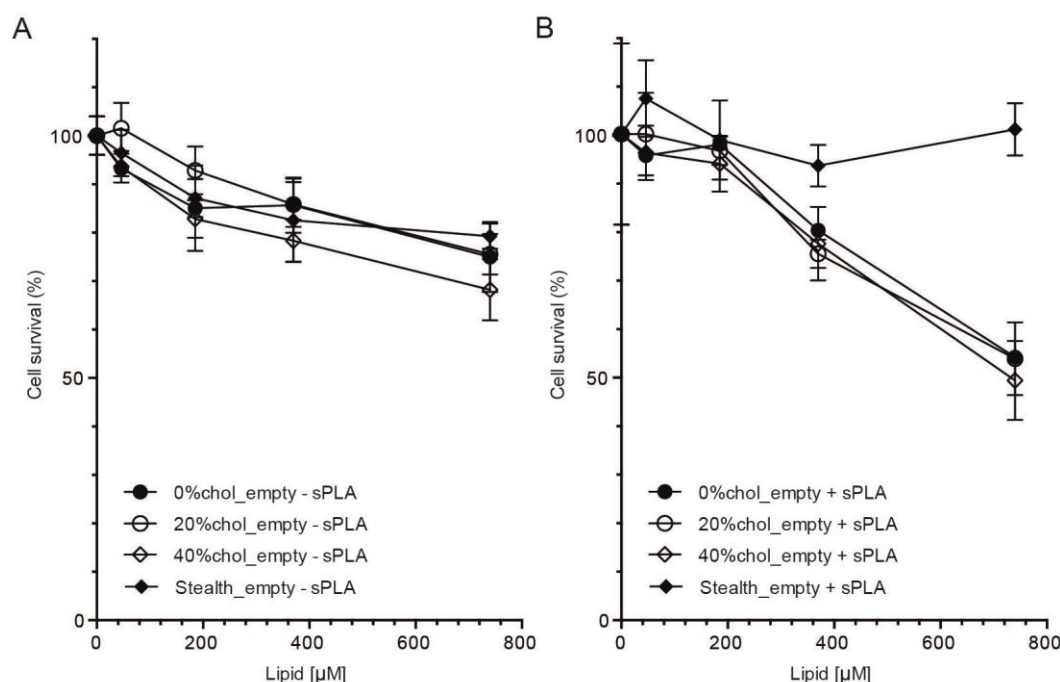 A
100
50
0
Cell survival (%)
0%chol_empty - sPLA
20%chol_empty - sPLA
40%chol_empty - sPLA
Stealth_empty - sPLA
0 200 400 600 800
Lipid [µM]
B
100
50
0
Cell survival (%)
0%chol_empty + sPLA
20%chol_empty + sPLA
40%chol_empty + sPLA
Stealth_empty + sPLA
0 200 400 600 800
Lipid [µM]